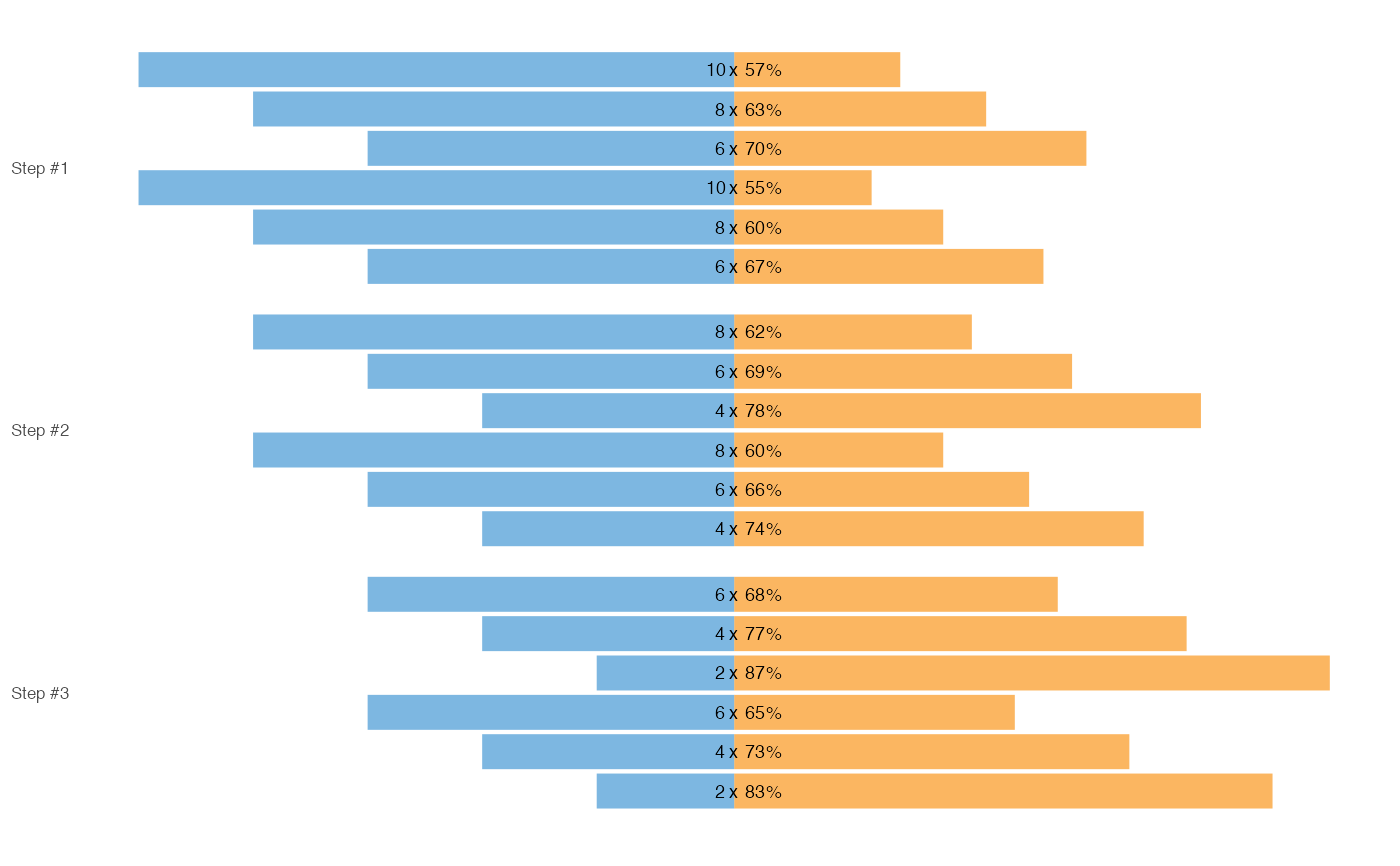 10 x 57%
8 x 63%
6 x 70%
Step #1
10 x 55%
8 x 60%
6 x 67%
8 x 62%
6 x 69%
4 x 78%
Step #2
8 x 60%
6 x 66%
4 x 74%
6 x 68%
4 x 77%
2 x 87%
Step #3
6 x 65%
4 x 73%
2 x 83%